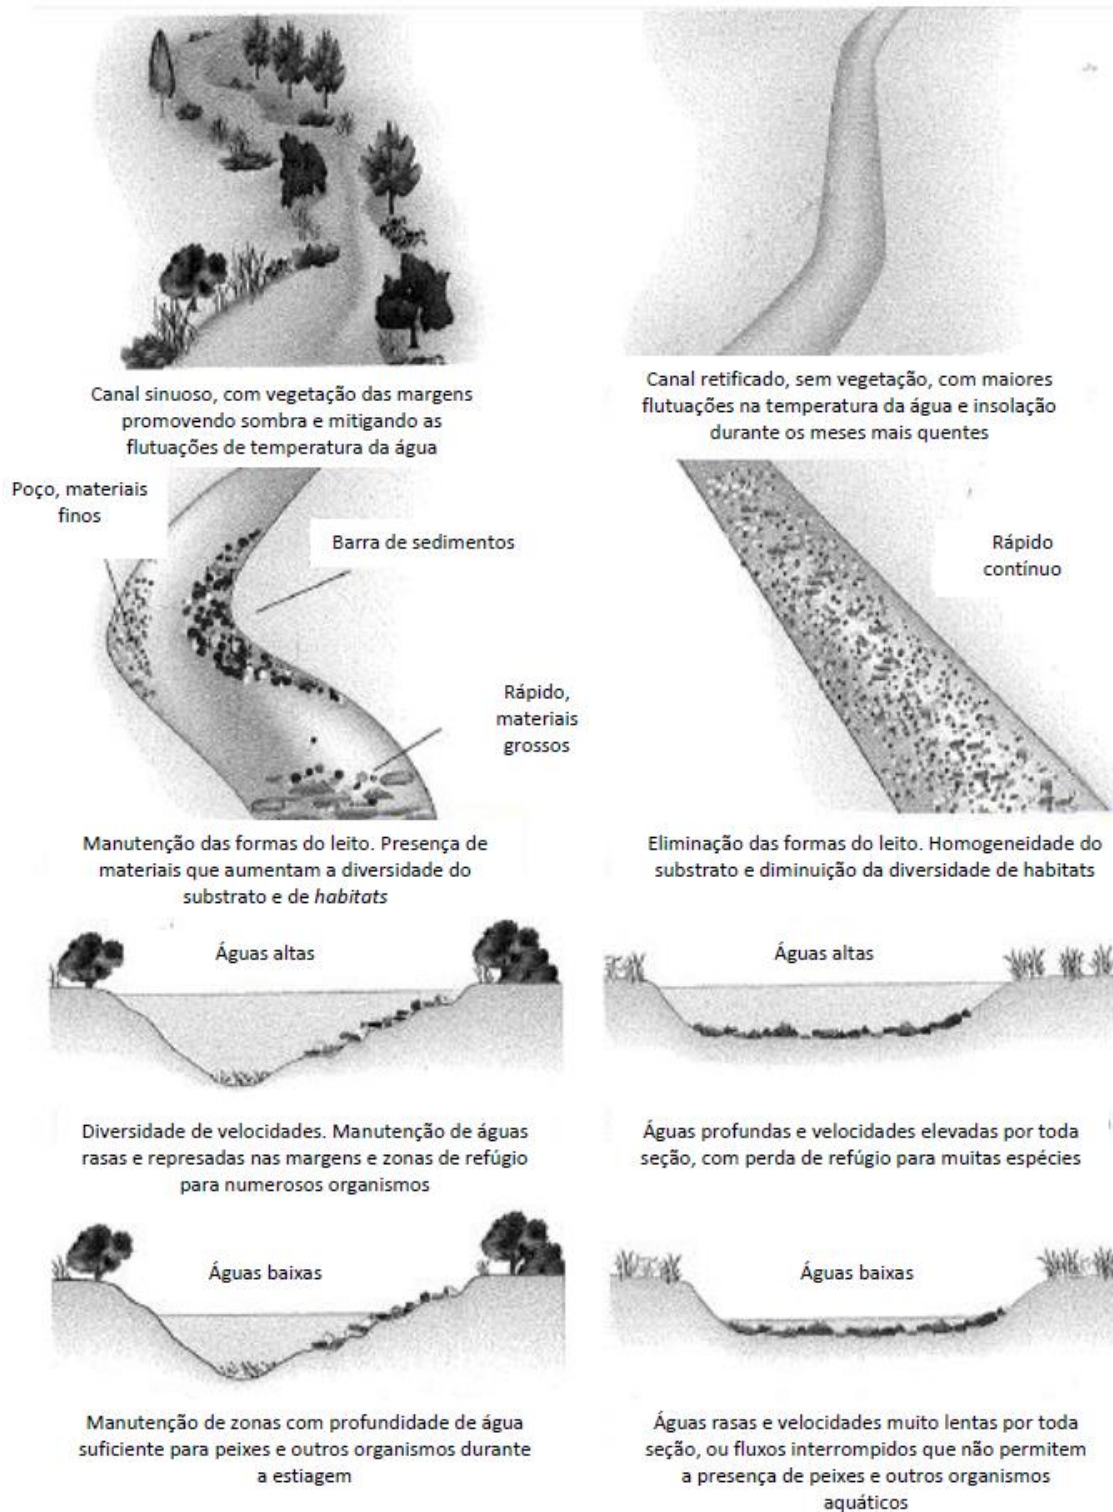 Canal sinuoso, com vegetação das margens
promovendo sombra e mitigando as
flutuações de temperatura da água
Canal retificado, sem vegetação, com maiores
flutuações na temperatura da água e insolação
durante os meses mais quentes
Poço, materiais
finos
Barra de sedimentos
Rápido,
materiais
grossos
Rápido
contínuo
Manutenção das formas do leito. Presença de
materiais que aumentam a diversidade do
substrato e de habitats
Eliminação das formas do leito. Homogeneidade do
substrato e diminuição da diversidade de habitats
Águas altas
Águas altas
Diversidade de velocidades. Manutenção de águas
rasas e represadas nas margens e zonas de refúgio
para numerosos organismos
Águas profundas e velocidades elevadas por toda
seção, com perda de refúgio para muitas espécies
Águas baixas
Águas baixas
Manutenção de zonas com profundidade de água
suficiente para peixes e outros organismos durante
a estiagem
Águas rasas e velocidades muito lentas por toda
seção, ou fluxos interrompidos que não permitem
a presença de peixes e outros organismos
aquáticos